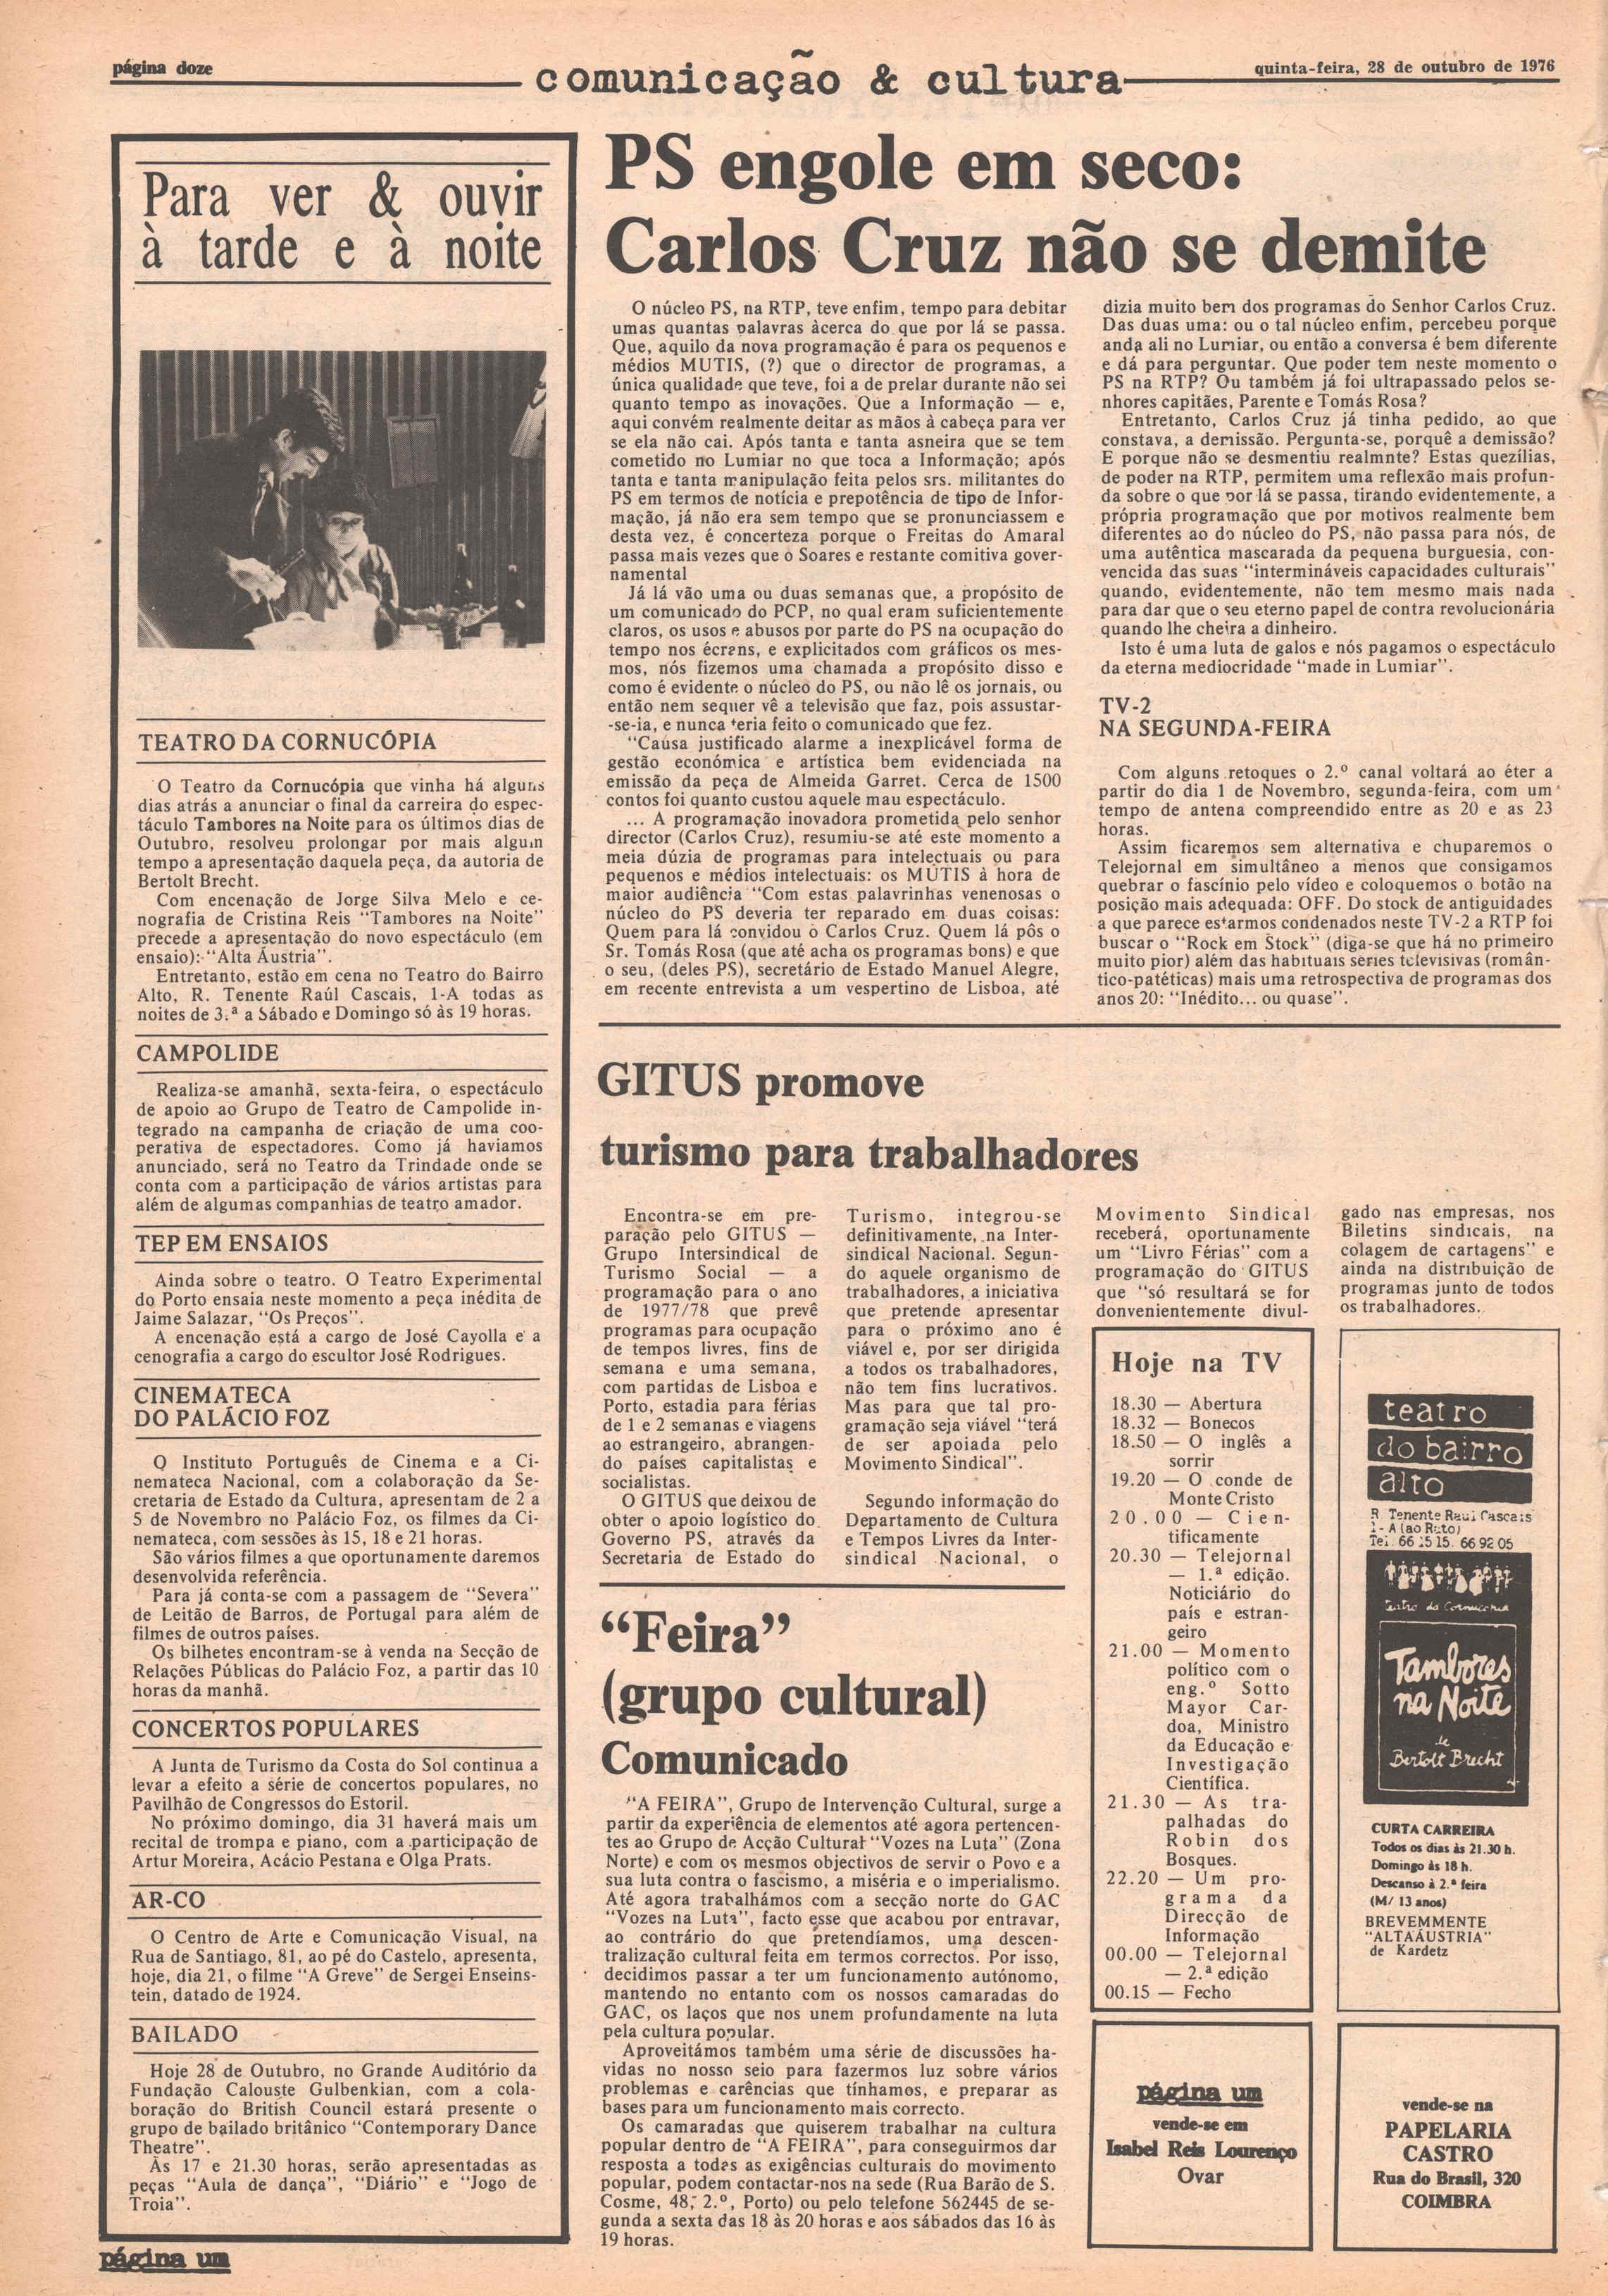 página doze
comunicação & cultura
quinta-feira, 28 de outubro de 1976
Para ver & ouvir
à tarde e à noite
TEATRO DA CORNUCÓPIA
O Teatro da Cornucópia que vinha há alguns
dias atrás a anunciar o final da carreira do espec-
táculo Tambores na Noite para os últimos dias de
Outubro, resolveu prolongar por mais algum
tempo a apresentação daquela peça, da autoria de
Bertolt Brecht.
Com encenação de Jorge Silva Melo e ce-
nografia de Cristina Reis "Tambores na Noite"
precede a apresentação do novo espectáculo (em
ensaio): "Alta Áustria".
Entretanto, estão em cena no Teatro do Bairro
Alto, R. Tenente Raúl Cascais, 1-A todas as
noites de 3.ª a Sábado e Domingo só às 19 horas.
CAMPOLIDE
Realiza-se amanhã, sexta-feira, o espectáculo
de apoio ao Grupo de Teatro de Campolide in-
tegrado na campanha de criação de uma coo-
perativa de espectadores. Como já haviamos
anunciado, será no Teatro da Trindade onde se
conta com a participação de vários artistas para
além de algumas companhias de teatro amador.
TEP EM ENSAIOS
Ainda sobre o teatro. O Teatro Experimental
do Porto ensaia neste momento a peça inédita de
Jaime Salazar, "Os Preços".
A encenação está a cargo de José Cayolla e a
cenografia a cargo do escultor José Rodrigues.
CINEMATECA
DO PALÁCIO FOZ
O Instituto Português de Cinema e a Ci-
nemateca Nacional, com a colaboração da Se-
cretaria de Estado da Cultura, apresentam de 2 a
5 de Novembro no Palácio Foz, os filmes da Ci-
nemateca, com sessões às 15, 18 e 21 horas.
São vários filmes a que oportunamente daremos
desenvolvida referência.
Para já conta-se com a passagem de "Severa"
de Leitão de Barros, de Portugal para além de
filmes de outros países.
Os bilhetes encontram-se à venda na Secção de
Relações Públicas do Palácio Foz, a partir das 10
horas da manhã.
CONCERTOS POPULARES
A Junta de Turismo da Costa do Sol continua a
levar a efeito a série de concertos populares, no
Pavilhão de Congressos do Estoril.
No próximo domingo, dia 31 haverá mais um
recital de trompa e piano, com a participação de
Artur Moreira, Acácio Pestana e Olga Prats.
AR-CO
O Centro de Arte e Comunicação Visual, na
Rua de Santiago, 81, ao pé do Castelo, apresenta,
hoje, dia 21, o filme "A Greve" de Sergei Enseins-
tein, datado de 1924.
BAILADO
Hoje 28 de Outubro, no Grande Auditório da
Fundação Calouste Gulbenkian, com a cola-
boração do British Council estará presente o
grupo de bailado britânico "Contemporary Dance
Theatre".
Às 17 e 21.30 horas, serão apresentadas as
peças "Aula de dança", "Diário" e "Jogo de
Troia".
página um
PS engole em seco:
Carlos Cruz não se demite
O núcleo PS, na RTP, teve enfim, tempo para debitar
umas quantas palavras àcerca do que por lá se passa.
Que, aquilo da nova programação é para os pequenos e
médios MUTIS, (?) que o director de programas, a
única qualidade que teve, foi a de prelar durante não sei
quanto tempo as inovações. Que a Informação — e,
aqui convém realmente deitar as mãos à cabeça para ver
se ela não cai. Após tanta e tanta asneira que se tem
cometido no Lumiar no que toca a Informação; após
tanta e tanta manipulação feita pelos srs. militantes do
PS em termos de notícia e prepotência de tipo de Infor-
mação, já não era sem tempo que se pronunciassem e
desta vez, é concerteza porque o Freitas do Amaral
passa mais vezes que o Soares e restante comitiva gover-
namental
Já lá vão uma ou duas semanas que, a propósito de
um comunicado do PCP, no qual eram suficientemente
claros, os usos e abusos por parte do PS na ocupação do
tempo nos écrans, e explicitados com gráficos os mes-
mos, nós fizemos uma chamada a propósito disso e
como é evidente o núcleo do PS, ou não lê os jornais, ou
então nem sequer vê a televisão que faz, pois assustar-
-se-ia, e nunca teria feito o comunicado que fez.
"Causa justificado alarme a inexplicável forma de
gestão económica e artística bem evidenciada na
emissão da peça de Almeida Garret. Cerca de 1500
contos foi quanto custou aquele mau espectáculo.
... A programação inovadora prometida pelo senhor
director (Carlos Cruz), resumiu-se até este momento a
meia dúzia de programas para intelectuais ou para
pequenos e médios intelectuais: os MUTIS à hora de
maior audiência "Com estas palavrinhas venenosas o
núcleo do PS deveria ter reparado em duas coisas:
Quem para lá convidou o Carlos Cruz. Quem lá pôs o
Sr. Tomás Rosa (que até acha os programas bons) e que
o seu, (deles PS), secretário de Estado Manuel Alegre,
em recente entrevista a um vespertino de Lisboa, até
dizia muito bem dos programas do Senhor Carlos Cruz.
Das duas uma: ou o tal núcleo enfim, percebeu porque
anda ali no Lumiar, ou então a conversa é bem diferente
e dá para perguntar. Que poder tem neste momento o
PS na RTP? Ou também já foi ultrapassado pelos se-
nhores capitães, Parente e Tomás Rosa?
Entretanto, Carlos Cruz já tinha pedido, ao que
constava, a demissão. Pergunta-se, porquê a demissão?
E porque não se desmentiu realmnte? Estas quezílias,
de poder na RTP, permitem uma reflexão mais profun-
da sobre o que por lá se passa, tirando evidentemente, a
própria programação que por motivos realmente bem
diferentes ao do núcleo do PS, não passa para nós, de
uma autêntica mascarada da pequena burguesia, con-
vencida das suas "intermináveis capacidades culturais"
quando, evidentemente, não tem mesmo mais nada
para dar que o seu eterno papel de contra revolucionária
quando lhe cheira a dinheiro.
Isto é uma luta de galos e nós pagamos o espectáculo
da eterna mediocridade "made in Lumiar".
TV-2
NA SEGUNDA-FEIRA
Com alguns retoques o 2.º canal voltará ao éter a
partir do dia 1 de Novembro, segunda-feira, com um
tempo de antena compreendido entre as 20 e as 23
horas.
Assim ficaremos sem alternativa e chuparemos o
Telejornal em simultâneo a menos que consigamos
quebrar o fascínio pelo vídeo e coloquemos o botão na
posição mais adequada: OFF. Do stock de antiguidades
a que parece estarmos condenados neste TV-2 a RTP foi
buscar o "Rock em Stock" (diga-se que há no primeiro
muito pior) além das habituais séries televisivas (român-
tico-patéticas) mais uma retrospectiva de programas dos
anos 20: "Inédito... ou quase".
GITUS promove
turismo para trabalhadores
Encontra-se em pre-
paração pelo GITUS —
Grupo Intersindical de
Turismo Social — a
programação para o ano
de 1977/78 que prevê
programas para ocupação
de tempos livres, fins de
semana e uma semana,
com partidas de Lisboa e
Porto, estadia para férias
de 1 e 2 semanas e viagens
ao estrangeiro, abrangen-
do países capitalistas e
socialistas.
O GITUS que deixou de
obter o apoio logístico do
Governo PS, através da
Secretaria de Estado do
Turismo, integrou-se
definitivamente, na Inter-
sindical Nacional. Segun-
do aquele organismo de
trabalhadores, a iniciativa
que pretende apresentar
para o próximo ano é
viável e, por ser dirigida
a todos os trabalhadores,
não tem fins lucrativos.
Mas para que tal pro-
gramação seja viável "terá
de ser apoiada pelo
Movimento Sindical".
Segundo informação do
Departamento de Cultura
e Tempos Livres da Inter-
sindical Nacional, o
Movimento Sindical
receberá, oportunamente
um "Livro Férias" com a
programação do GITUS
que "só resultará se for
donvenientemente divul-
gado nas empresas, nos
Biletins sindicais, na
colagem de cartagens" e
ainda na distribuição de
programas junto de todos
os trabalhadores.
"Feira"
(grupo cultural)
Comunicado
"A FEIRA", Grupo de Intervenção Cultural, surge a
partir da experiência de elementos até agora pertencen-
tes ao Grupo de Acção Cultural "Vozes na Luta" (Zona
Norte) e com os mesmos objectivos de servir o Povo e a
sua luta contra o fascismo, a miséria e o imperialismo.
Até agora trabalhámos com a secção norte do GAC
"Vozes na Luta", facto esse que acabou por entravar,
ao contrário do que pretendíamos, uma descen-
tralização cultural feita em termos correctos. Por isso,
decidimos passar a ter um funcionamento autónomo,
mantendo no entanto com os nossos camaradas do
GAC, os laços que nos unem profundamente na luta
pela cultura popular.
Aproveitámos também uma série de discussões ha-
vidas no nosso seio para fazermos luz sobre vários
problemas e carências que tínhamos, e preparar as
bases para um funcionamento mais correcto.
Os camaradas que quiserem trabalhar na cultura
popular dentro de "A FEIRA", para conseguirmos dar
resposta a todas as exigências culturais do movimento
popular, podem contactar-nos na sede (Rua Barão de S.
Cosme, 48, 2.º, Porto) ou pelo telefone 562445 de se-
gunda a sexta das 18 às 20 horas e aos sábados das 16 às
19 horas.
Hoje na TV
18.30 — Abertura
18.32 — Bonecos
18.50 — O inglês a
sorrir
19.20 — O conde de
Monte Cristo
20.00 — Cien-
tificamente
20.30 — Telejornal
— 1.ª edição.
Noticiário do
país e estran-
geiro
21.00 — Momento
político com o
eng.º Sotto
Mayor Car-
doa, Ministro
da Educação e
Investigação
Científica.
21.30 — As tra-
palhadas do
Robin dos
Bosques.
22.20 — Um pro-
grama da
Direcção de
Informação
00.00 — Telejornal
— 2.ª edição
00.15 — Fecho
teatro
do bairro
alto
R. Tenente Raul Cascais
1-A (ao Rato)
Tel. 66 15 15. 66 92 05
Teatro da Cornucópia
Tambores
na Noite
de
Bertolt Brecht
CURTA CARREIRA
Todos os dias às 21.30 h.
Domingo às 18 h.
Descanso à 2.ª feira
(M/ 13 anos)
BREVEMMENTE
"ALTAÁUSTRIA"
de Kardetz
página um
vende-se em
Isabel Reis Lourenço
Ovar
vende-se na
PAPELARIA
CASTRO
Rua do Brasil, 320
COIMBRA